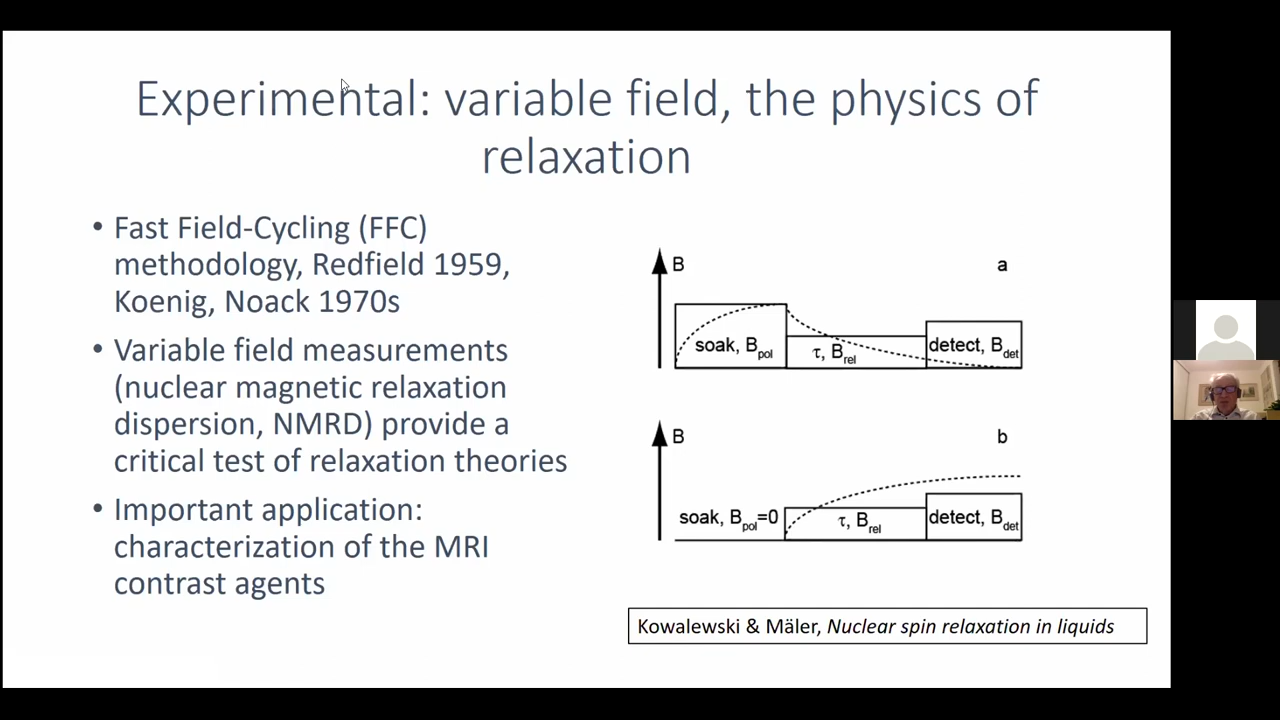 Experimental: variable field, the physics of
relaxation
• Fast Field-Cycling (FFC)
methodology, Redfield 1959,
Koenig, Noack 1970s
• Variable field measurements
(nuclear magnetic relaxation
dispersion, NMRD) provide a
critical test of relaxation theories
• Important application:
characterization of the MRI
contrast agents
B
a
soak, Bpol
τ, Brel
detect, Bdet
B
b
soak, Bpol=0
τ, Brel
detect, Bdet
Kowalewski & Mäler, Nuclear spin relaxation in liquids